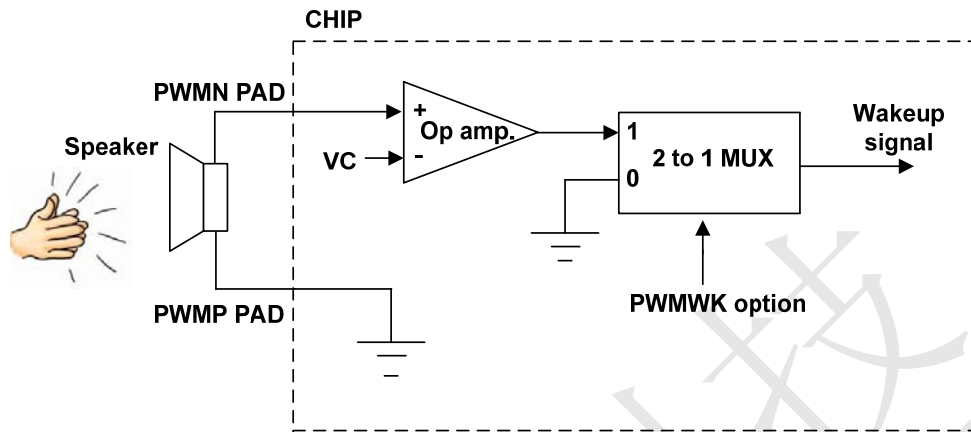 CHIP
PWMN PAD
Speaker
+
Op amp.
VC
-
1
2 to 1 MUX
0
Wakeup
signal
PWMWK option
PWMP PAD